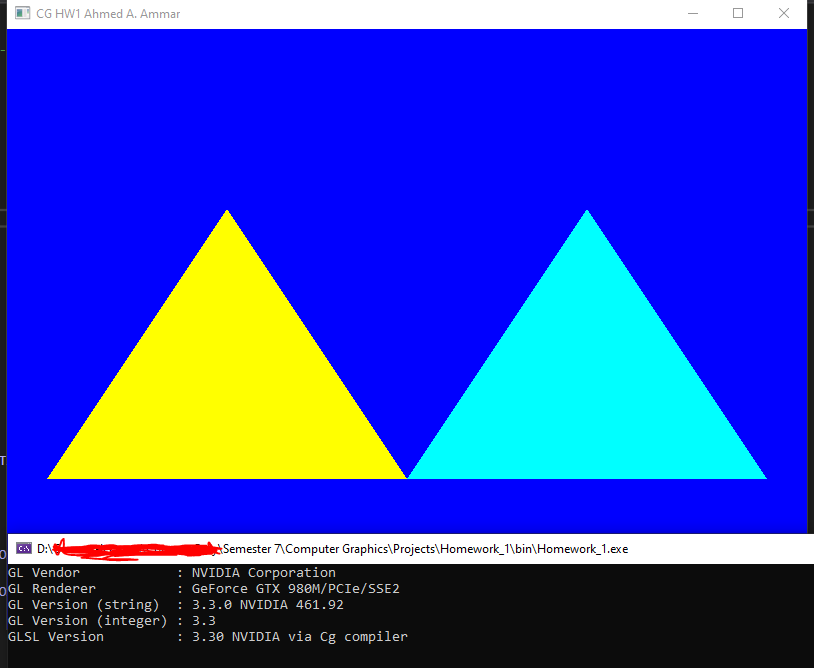 CG HW1 Ahmed A. Ammar
D:\Semester 7\Computer Graphics\Projects\Homework_1\bin\Homework_1.exe
GL Vendor : NVIDIA Corporation
GL Renderer : GeForce GTX 980M/PCIe/SSE2
GL Version (string) : 3.3.0 NVIDIA 461.92
GL Version (integer) : 3.3
GLSL Version : 3.30 NVIDIA via Cg compiler